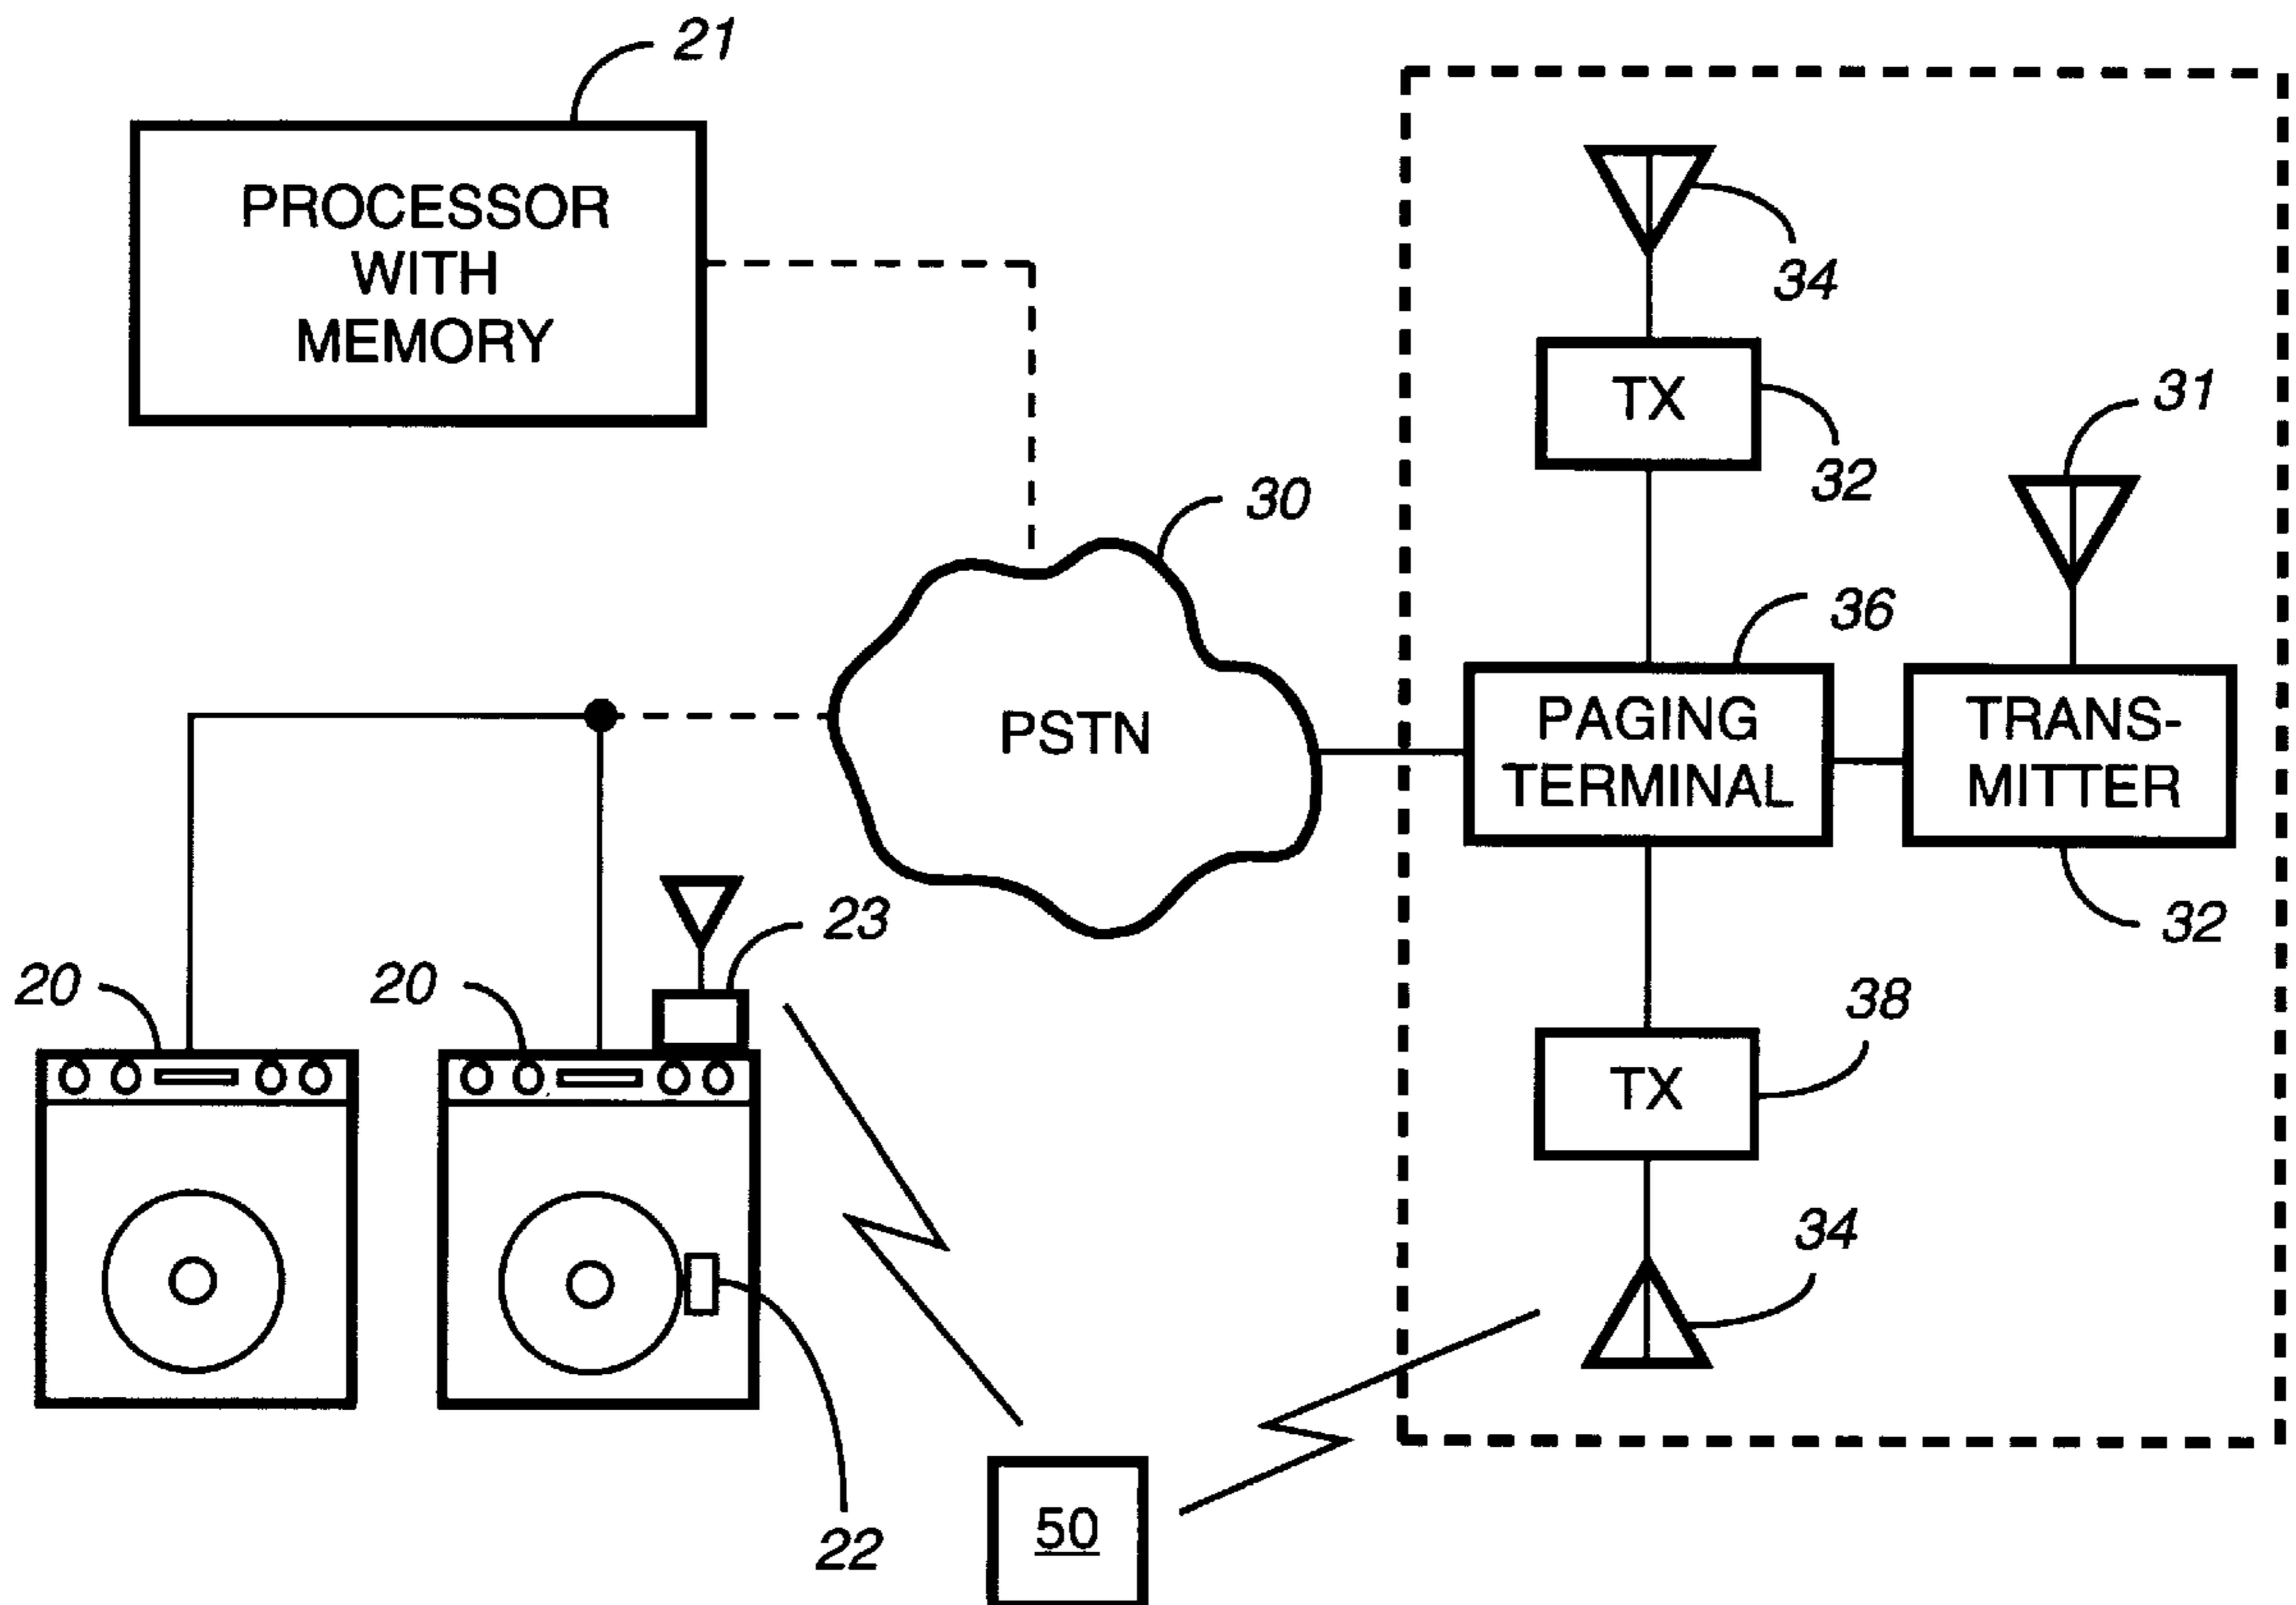 21
PROCESSOR
WITH
MEMORY
34
TX
32
31
30
36
PSTN
PAGING
TERMINAL
TRANS-
MITTER
32
23
20
20
38
TX
34
22
50